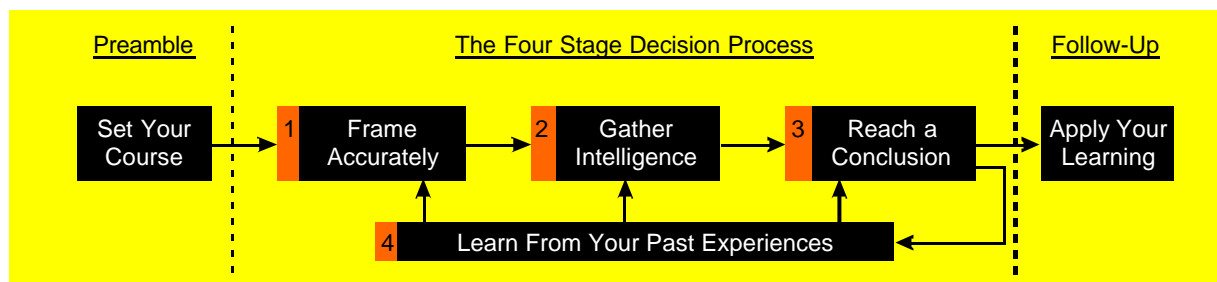 Preamble
The Four Stage Decision Process
Follow-Up
Set Your
Course
1
Frame
Accurately
2
Gather
Intelligence
3
Reach a
Conclusion
Apply Your
Learning
4
Learn From Your Past Experiences